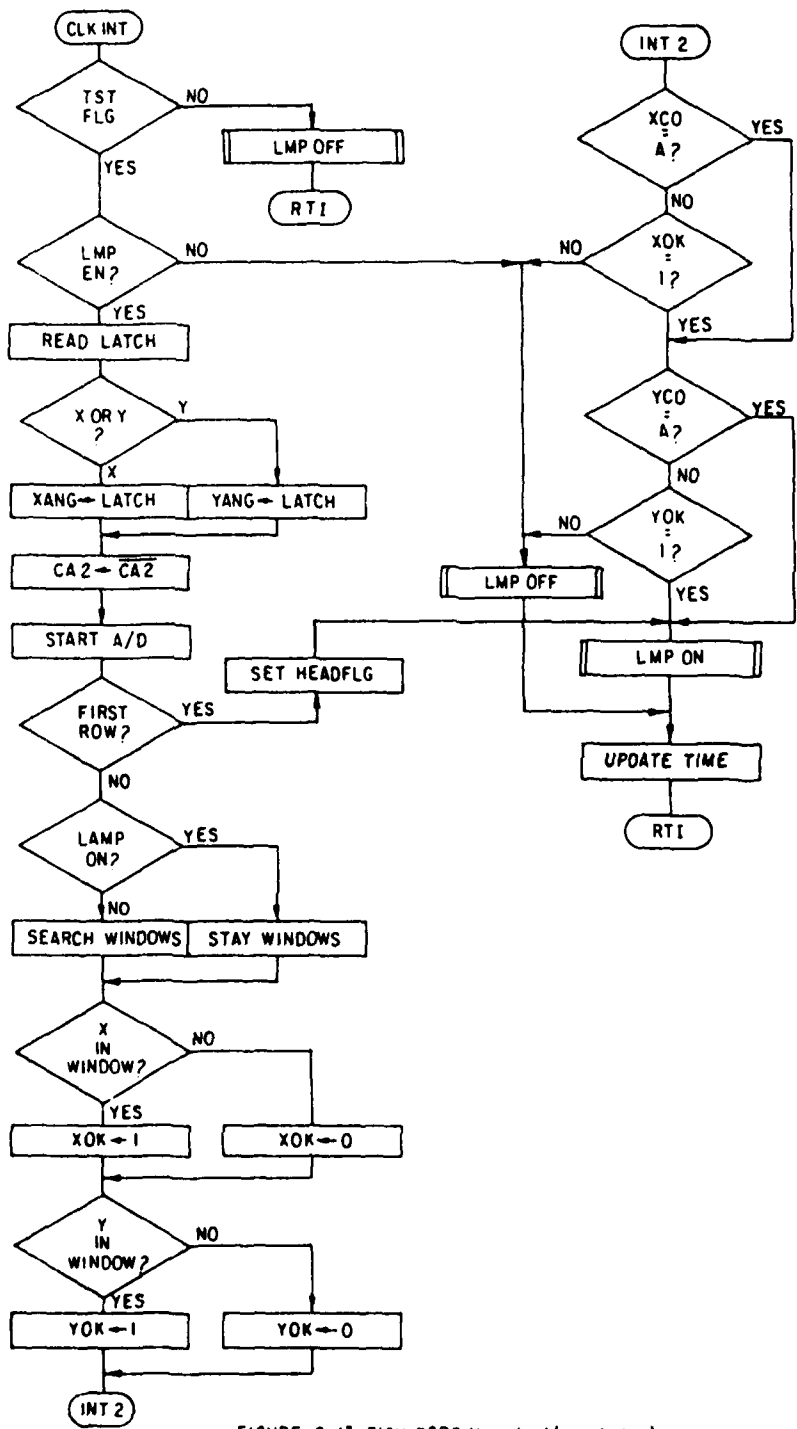 CLK INT
TST
FLG
NO
LMP OFF
RTI
YES
LMP
EN?
NO
YES
READ LATCH
X OR Y
?
Y
X
XANG← LATCH
YANG← LATCH
CA2← CA2
START A/D
SET HEADFLG
FIRST
ROW?
YES
NO
LAMP
ON?
YES
NO
SEARCH WINDOWS
STAY WINDOWS
X
IN
WINDOW?
NO
YES
XOK←1
XOK←0
Y
IN
WINDOW?
NO
YES
YOK←1
YOK←0
INT 2
INT 2
XCO
=
A?
YES
NO
XOK
=
1?
NO
YES
YCO
=
A?
YES
NO
YOK
=
1?
NO
YES
LMP OFF
LMP ON
UPDATE TIME
RTI